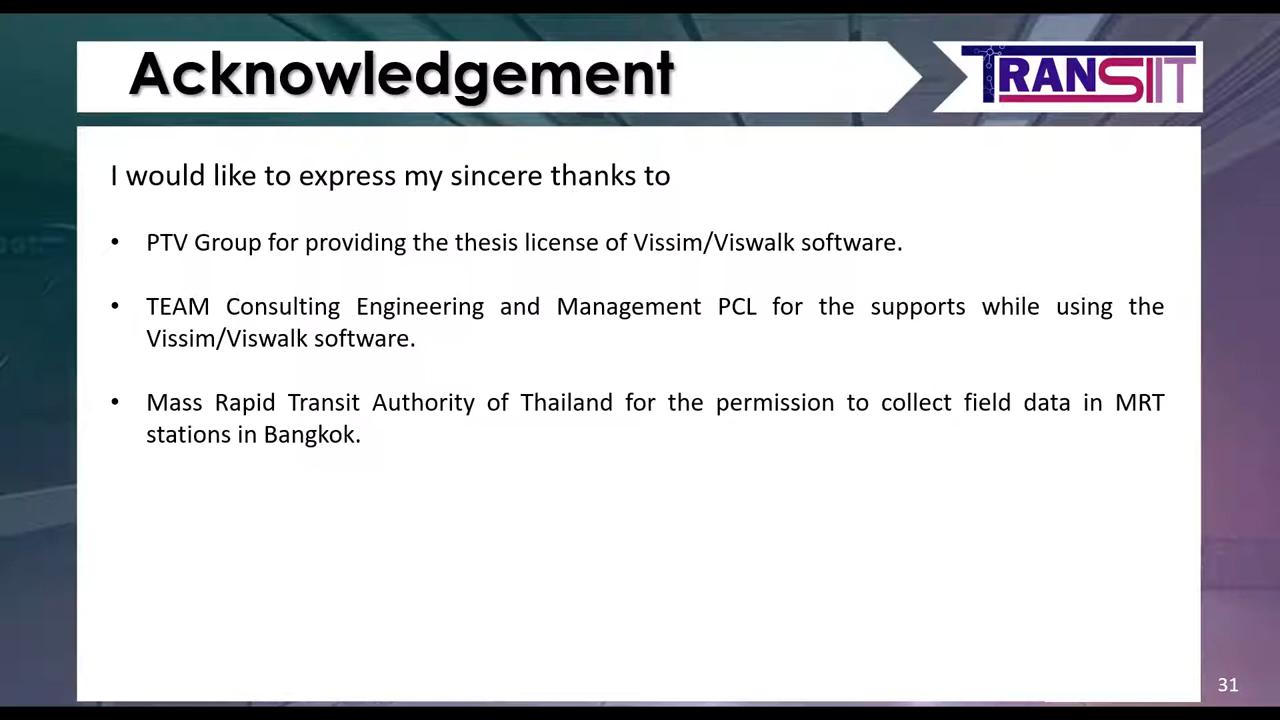 Acknowledgement
TRANSIIT
I would like to express my sincere thanks to
• PTV Group for providing the thesis license of Vissim/Viswalk software.
• TEAM Consulting Engineering and Management PCL for the supports while using the
Vissim/Viswalk software.
• Mass Rapid Transit Authority of Thailand for the permission to collect field data in MRT
stations in Bangkok.
31